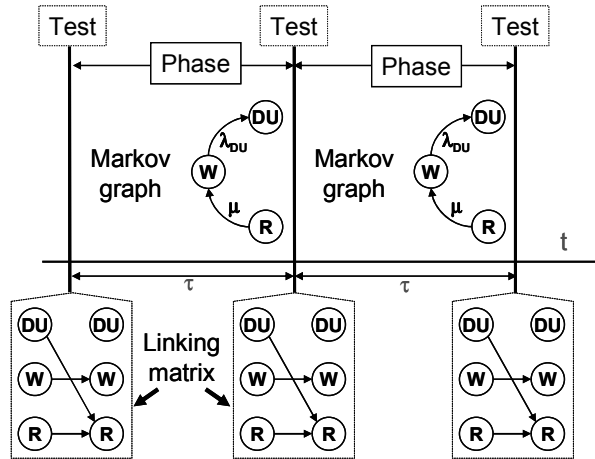 Test Test Test
Phase Phase
DU DU
λDU λDU
Markov graph W Markov graph W
μ μ
R R
t
τ τ
DU DU DU DU DU DU
Linking matrix
W W W W W W
R R R R R R